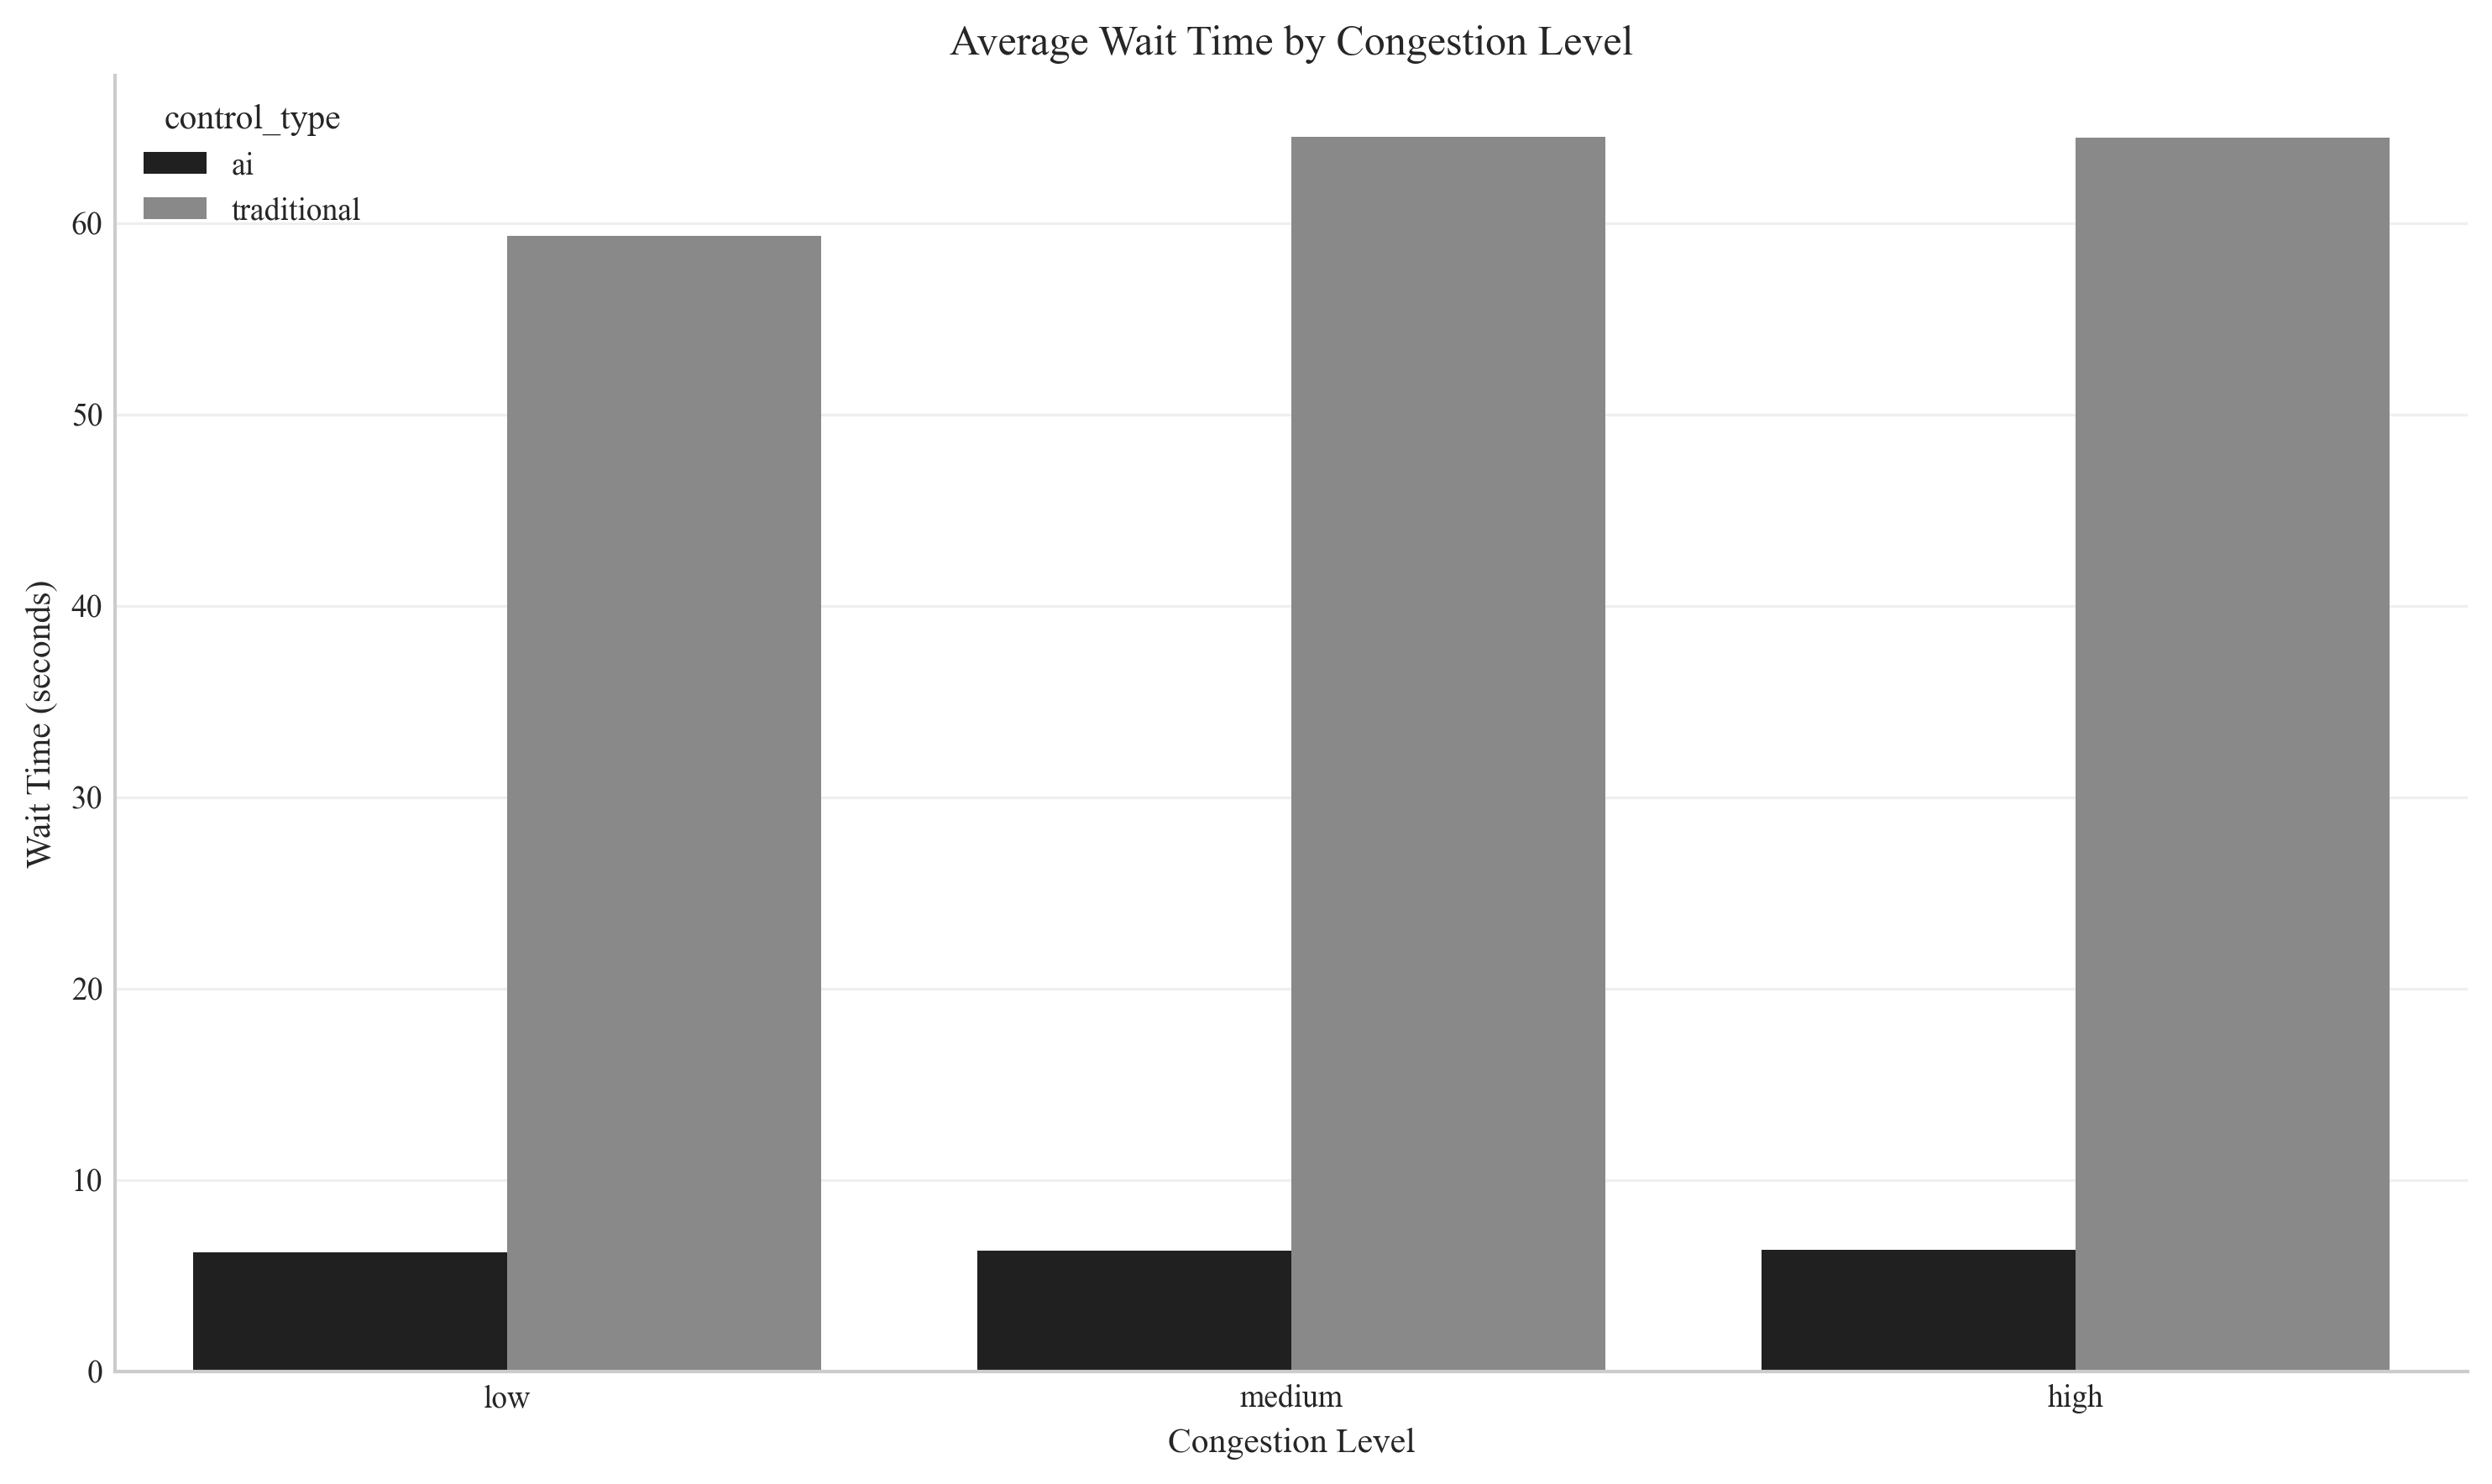 Average Wait Time by Congestion Level
control_type
ai
traditional
60
50
40
30
20
10
0
Wait Time (seconds)
low medium high
Congestion Level